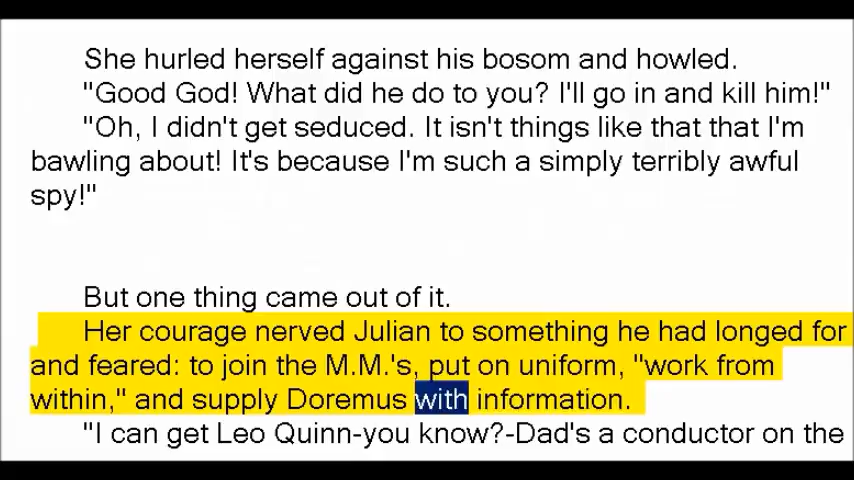 She hurled herself against his bosom and howled.
"Good God! What did he do to you? I'll go in and kill him!"
"Oh, I didn't get seduced. It isn't things like that that I'm
bawling about! It's because I'm such a simply terribly awful
spy!"
But one thing came out of it.
Her courage nerved Julian to something he had longed for
and feared: to join the M.M.'s, put on uniform, "work from
within," and supply Doremus with information.
"I can get Leo Quinn-you know?-Dad's a conductor on the